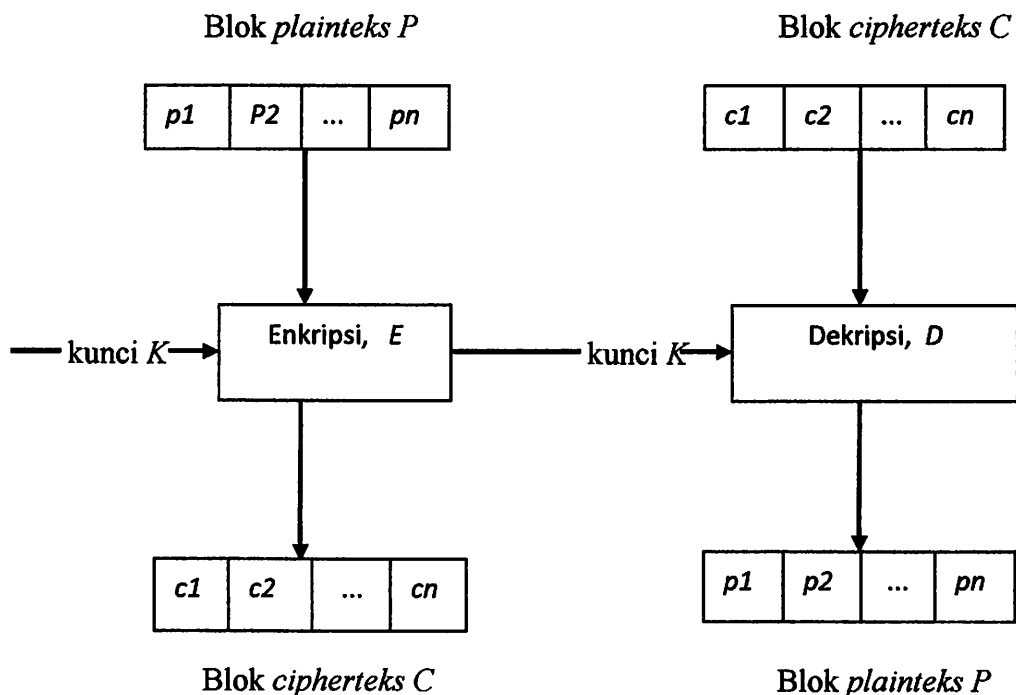 Blok plainteks P
Blok cipherteks C
p1 P2 ... pn
c1 c2 ... cn
Enkripsi, E
Dekripsi, D
kunci K
kunci K
c1 c2 ... cn
p1 p2 ... pn
Blok cipherteks C
Blok plainteks P